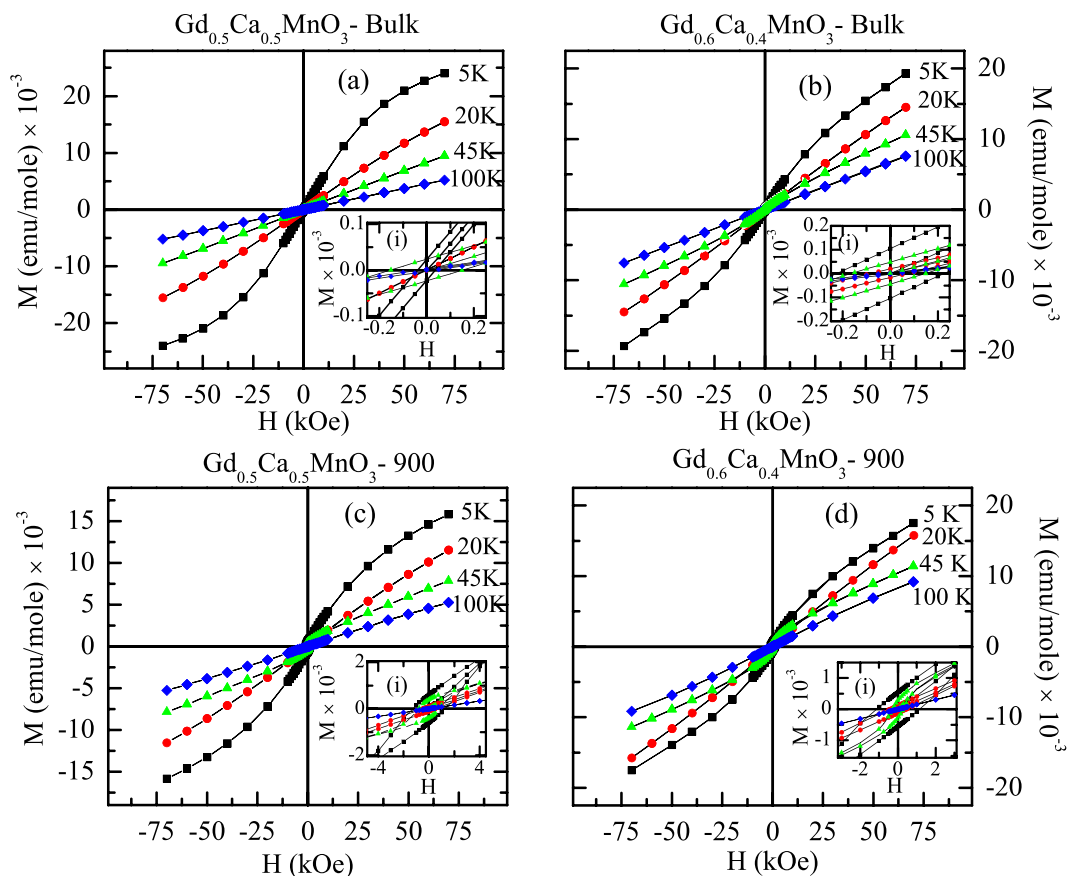 Gd0.5Ca0.5MnO3- Bulk
(a)
5K
20K
45K
100K
20
10
0
-10
-20
M (emu/mole) × 10-3
-75 -50 -25 0 25 50 75
H (kOe)
(i)
0.1
0.0
-0.1
M × 10-3
-0.2 0.0 0.2
H
Gd0.6Ca0.4MnO3- Bulk
(b)
5K
20K
45K
100K
20
10
0
-10
-20
M (emu/mole) × 10-3
-75 -50 -25 0 25 50 75
H (kOe)
(i)
0.2
0.1
0.0
-0.1
-0.2
M × 10-3
-0.2 0.0 0.2
H
Gd0.5Ca0.5MnO3- 900
(c)
5K
20K
45K
100K
15
10
5
0
-5
-10
-15
M (emu/mole) × 10-3
-75 -50 -25 0 25 50 75
H (kOe)
(i)
2
0
-2
M × 10-3
-4 0 4
H
Gd0.6Ca0.4MnO3- 900
(d)
5 K
20K
45 K
100 K
20
10
0
-10
-20
M (emu/mole) × 10-3
-75 -50 -25 0 25 50 75
H (kOe)
(i)
1
0
-1
M × 10-3
-2 0 2
H